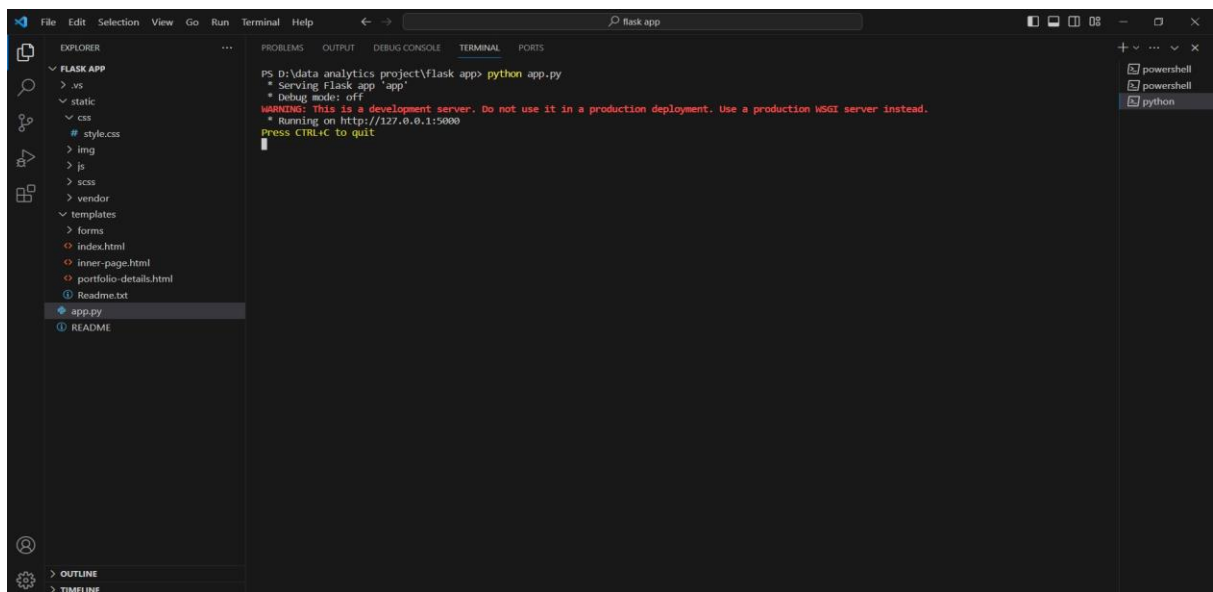 File Edit Selection View Go Run Terminal Help
flask app
EXPLORER
FLASK APP
.vs
static
css
# style.css
img
js
scss
vendor
templates
forms
index.html
inner-page.html
portfolio-details.html
Readme.txt
app.py
README
OUTLINE
TIMELINE
PROBLEMS OUTPUT DEBUG CONSOLE TERMINAL PORTS
PS D:\data analytics project\flask app> python app.py
* Serving Flask app 'app'
* Debug mode: off
WARNING: This is a development server. Do not use it in a production deployment. Use a production WSGI server instead.
* Running on http://127.0.0.1:5000
Press CTRL+C to quit
powershell
powershell
python